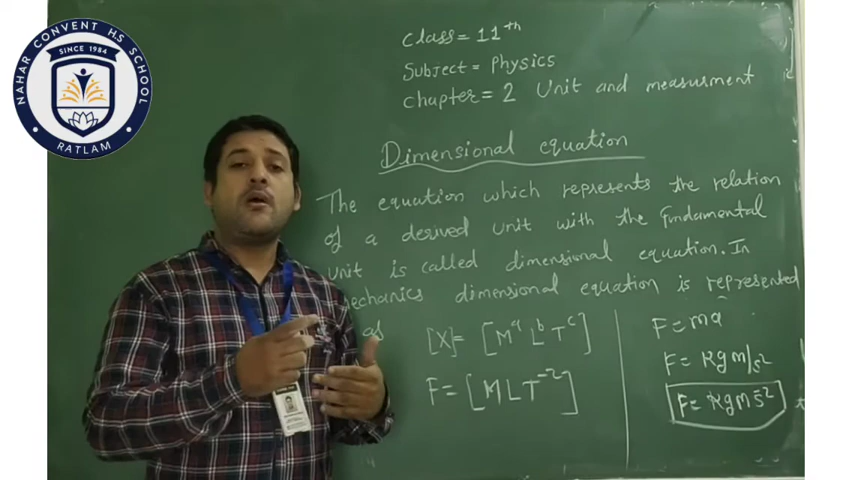 NAHAR CONVENT H.S SCHOOL
SINCE 1984
RATLAM
Class = 11th
Subject = Physics
Chapter = 2 Unit and measurment
Dimensional equation
The equation which represents the relation
of a derived unit with the fundamental
unit is called dimensional equation. In
mechanics dimensional equation is represented
as
[X]= [M^a L^b T^c]
F= [MLT^-2]
F=ma
F= Kgm/s²
F= Kgms^-2